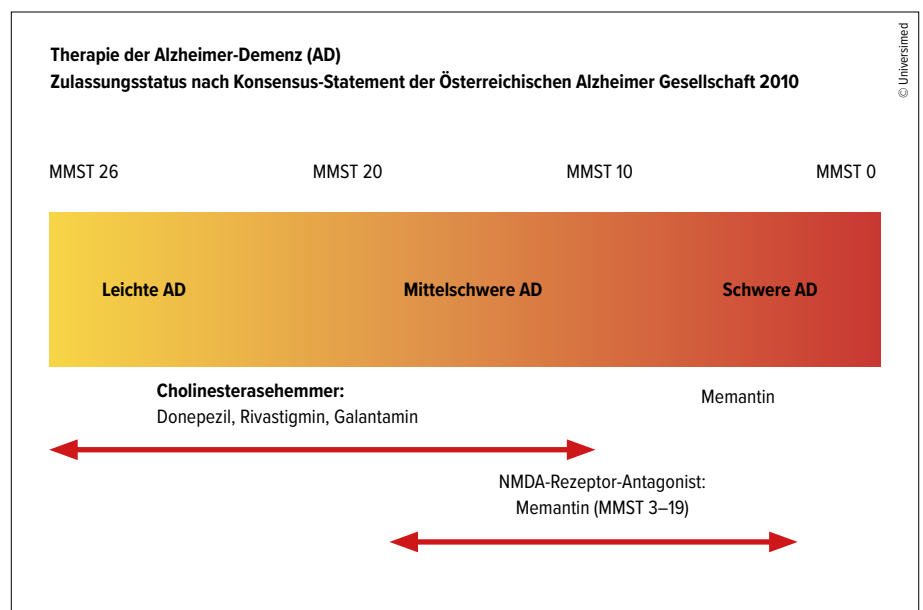 Therapie der Alzheimer-Demenz (AD)
Zulassungsstatus nach Konsensus-Statement der Österreichischen Alzheimer Gesellschaft 2010
© Universimed
MMST 26 MMST 20 MMST 10 MMST 0
Leichte AD Mittelschwere AD Schwere AD
Cholinesterasehemmer:
Donepezil, Rivastigmin, Galantamin
Memantin
NMDA-Rezeptor-Antagonist:
Memantin (MMST 3–19)